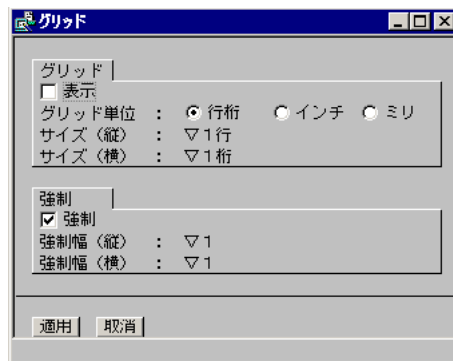 グリッド
グリッド
表示
グリッド単位 : 行桁 インチ ミリ
サイズ（縦） : ▽1行
サイズ（横） : ▽1桁
強制
強制
強制幅（縦） : ▽1
強制幅（横） : ▽1
適用 取消